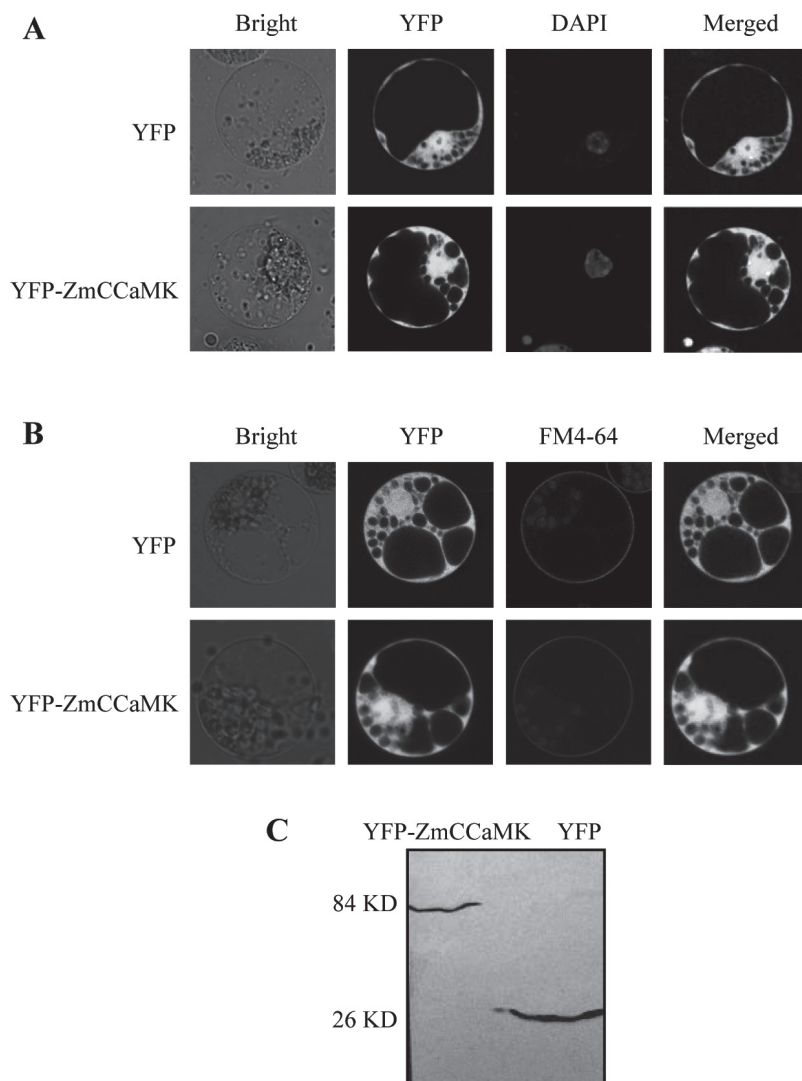 A
Bright YFP DAPI Merged
YFP
YFP-ZmCCaMK
B
Bright YFP FM4-64 Merged
YFP
YFP-ZmCCaMK
C
YFP-ZmCCaMK YFP
84 KD
26 KD